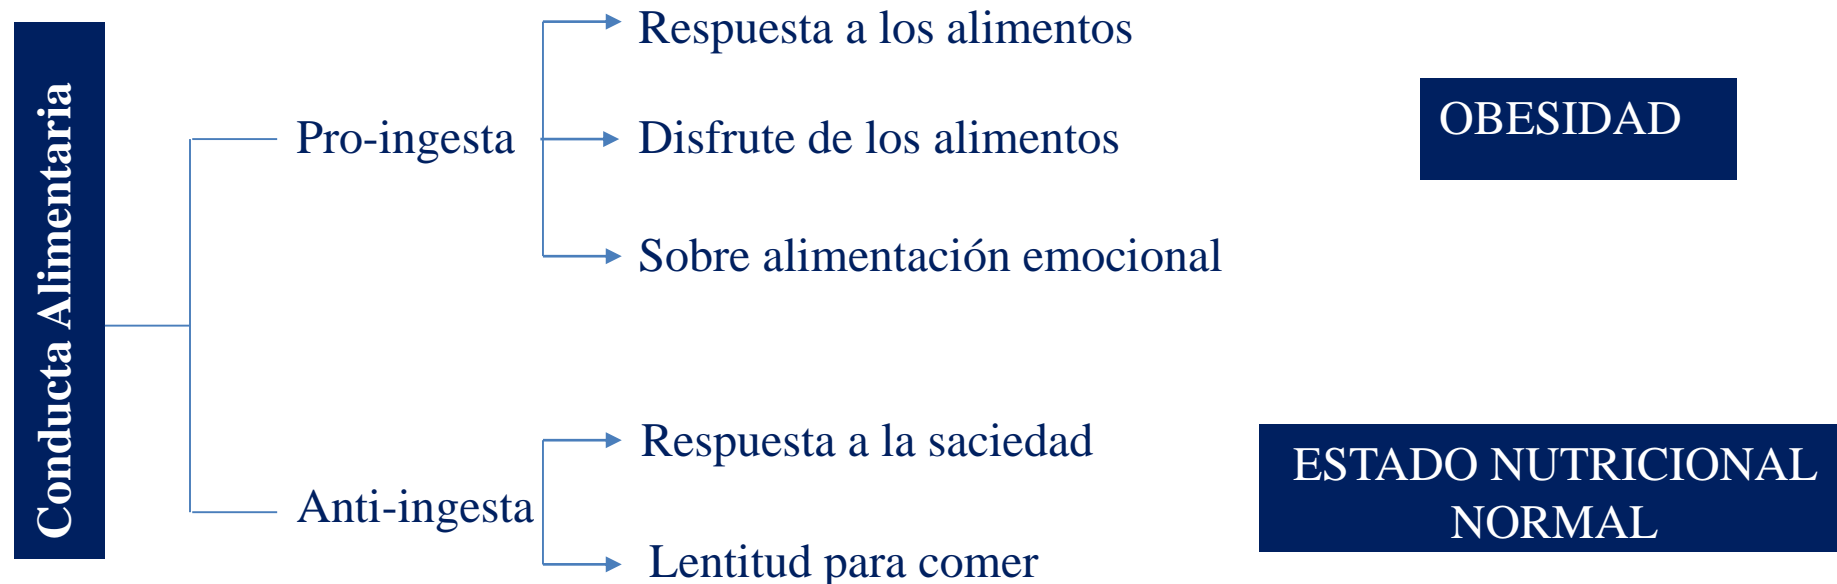 Conducta Alimentaria
Pro-ingesta
Respuesta a los alimentos
Disfrute de los alimentos
Sobre alimentación emocional
OBESIDAD
Anti-ingesta
Respuesta a la saciedad
Lentitud para comer
ESTADO NUTRICIONAL
NORMAL